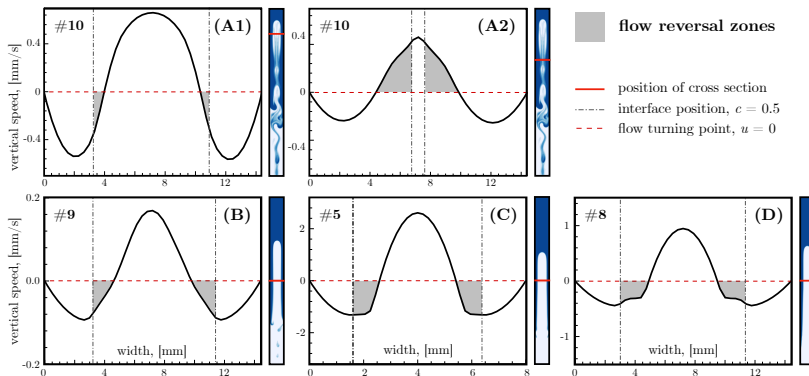 #10 (A1)
#10 (A2)
flow reversal zones
position of cross section
interface position, c = 0.5
flow turning point, u = 0
vertical speed, [mm/s]
0.4
0
-0.4
0 4 8 12
0.4
0
-0.4
0 4 8 12
#9 (B)
#5 (C)
#8 (D)
vertical speed, [mm/s]
0.2
0.0
-0.2
0 4 8 12
width, [mm]
2
0
-2
0 2 4 6 8
width, [mm]
1
0
-1
0 4 8 12
width, [mm]